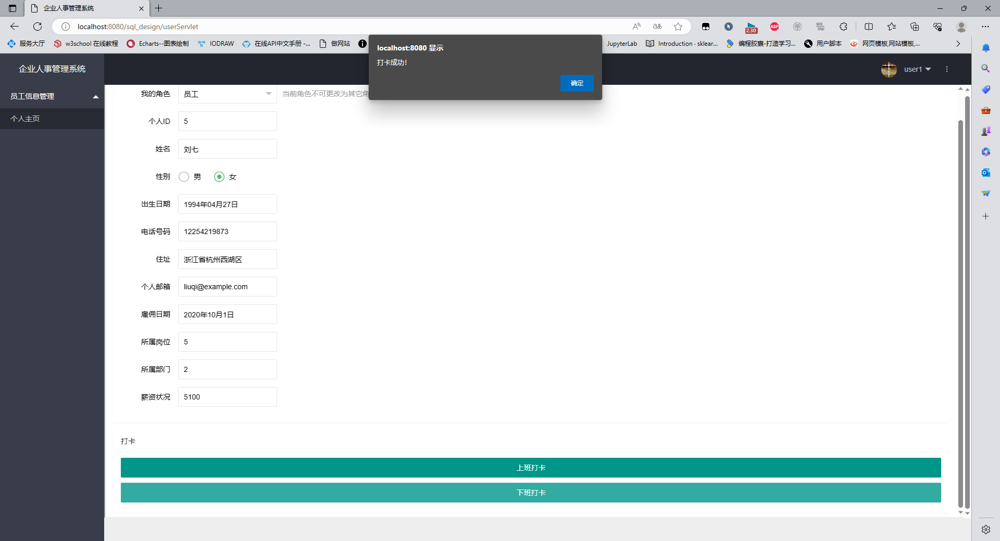 企业人事管理系统
localhost:8080/sql_design/userServlet
2.30
ABP
服务大厅
w3school 在线教程
Echarts--图表绘制
IODRAW
在线API中文手册 -...
做网站
JupyterLab
Introduction · sklear...
编程胶囊-打造学习...
用户脚本
网页模板,网站模板,...
localhost:8080 显示
打卡成功！
确定
企业人事管理系统
user1
员工信息管理
个人主页
我的角色
员工
当前角色不可更改为其它角
个人ID
5
姓名
刘七
性别
男
女
出生日期
1994年04月27日
电话号码
12254219873
住址
浙江省杭州西湖区
个人邮箱
liuqi@example.com
雇佣日期
2020年10月1日
所属岗位
5
所属部门
2
薪资状况
5100
打卡
上班打卡
下班打卡